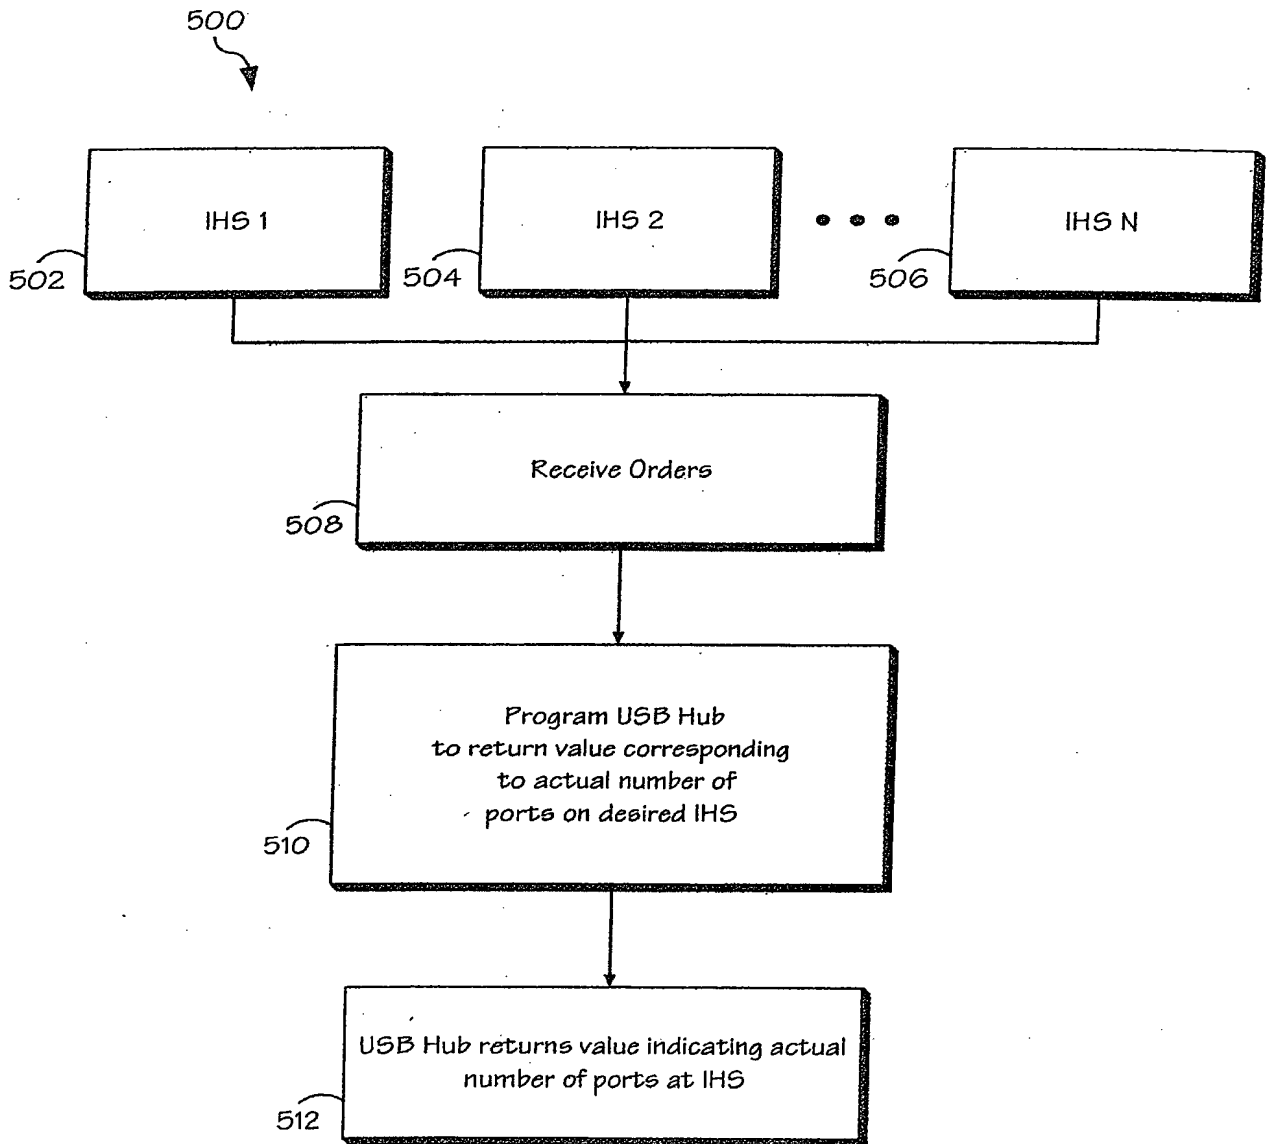 500
IHS 1
IHS 2
IHS N
502
504
506
Receive Orders
508
Program USB Hub
to return value corresponding
to actual number of
ports on desired IHS
510
USB Hub returns value indicating actual
number of ports at IHS
512